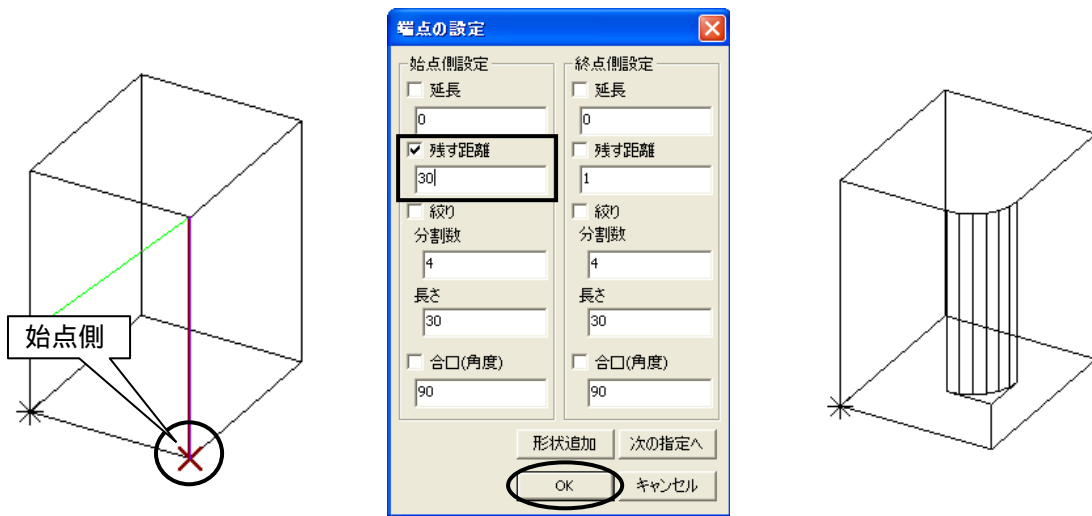 始点側
端点の設定
始点側設定
延長
0
残す距離
30
絞り
分割数
4
長さ
30
合口(角度)
90
終点側設定
延長
0
残す距離
1
絞り
分割数
4
長さ
30
合口(角度)
90
形状追加
次の指定へ
OK
キャンセル